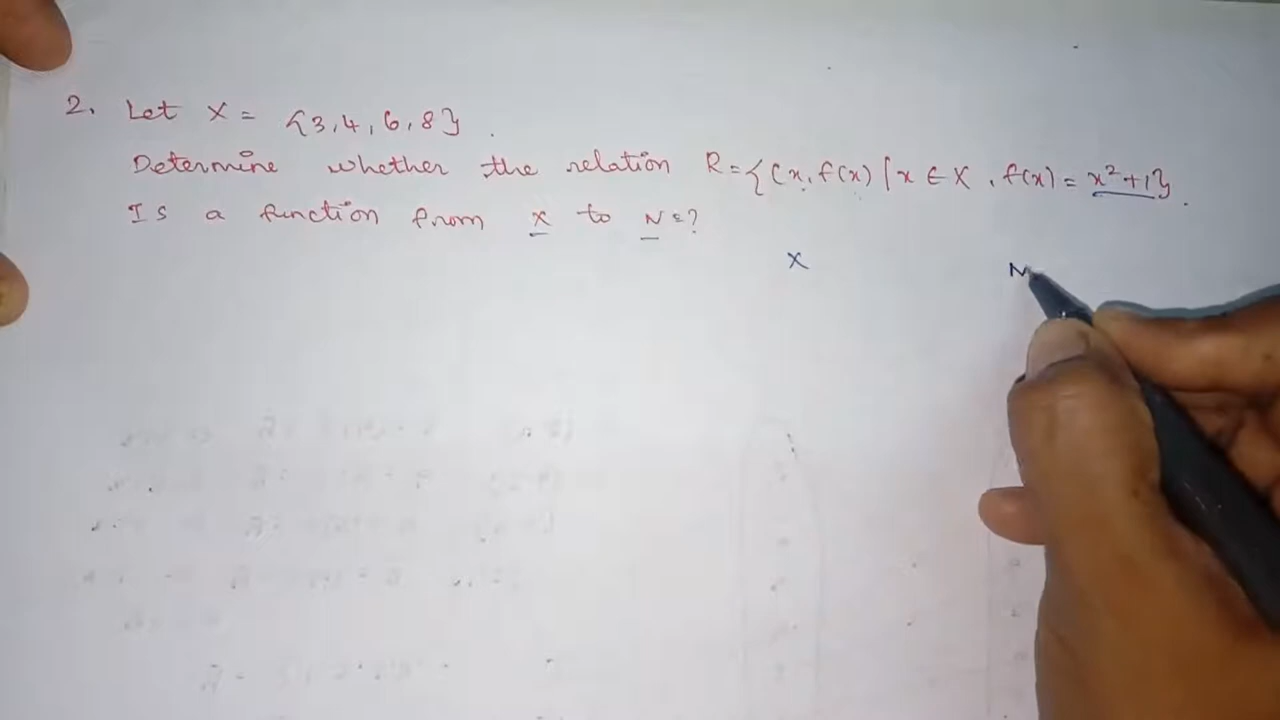 2. Let X = {3, 4, 6, 8}.
Determine whether the relation R = {(x, f(x) / x ∈ X, f(x) = x² + 1}.
Is a function from X to N ?
X N